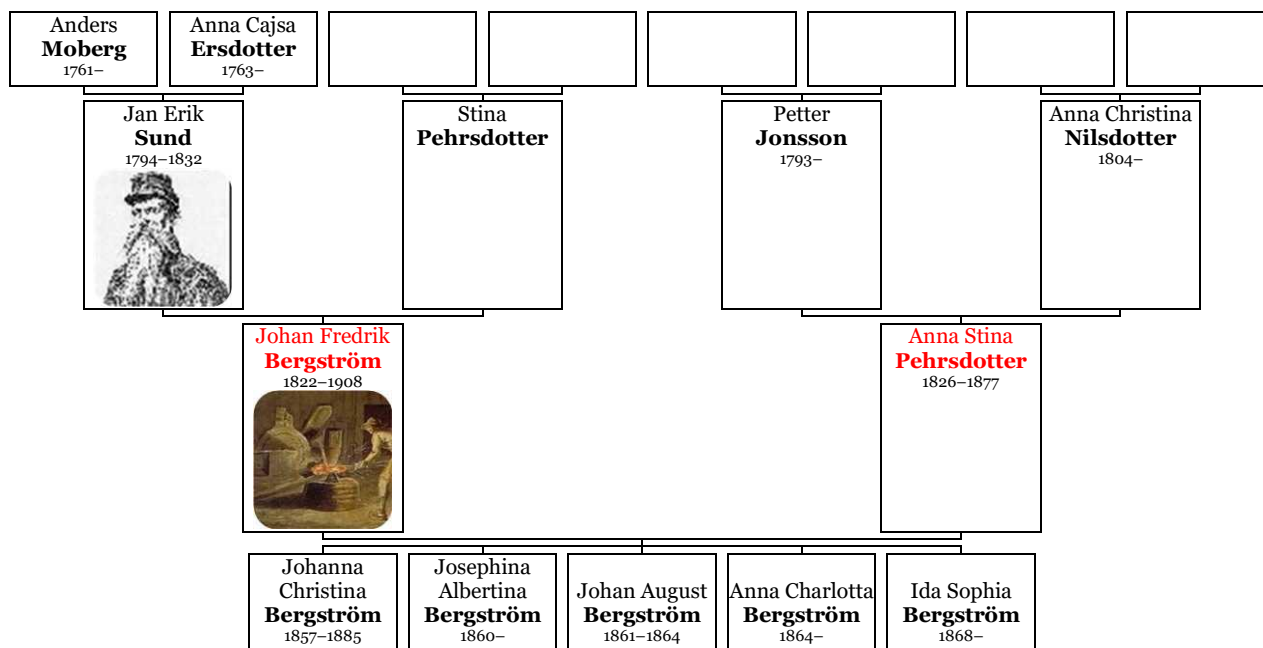 Anders
Moberg
1761–
Anna Cajsa
Ersdotter
1763–
Jan Erik
Sund
1794–1832
Stina
Pehrsdotter
Petter
Jonsson
1793–
Anna Christina
Nilsdotter
1804–
Johan Fredrik
Bergström
1822–1908
Anna Stina
Pehrsdotter
1826–1877
Johanna
Christina
Bergström
1857–1885
Josephina
Albertina
Bergström
1860–
Johan August
Bergström
1861–1864
Anna Charlotta
Bergström
1864–
Ida Sophia
Bergström
1868–